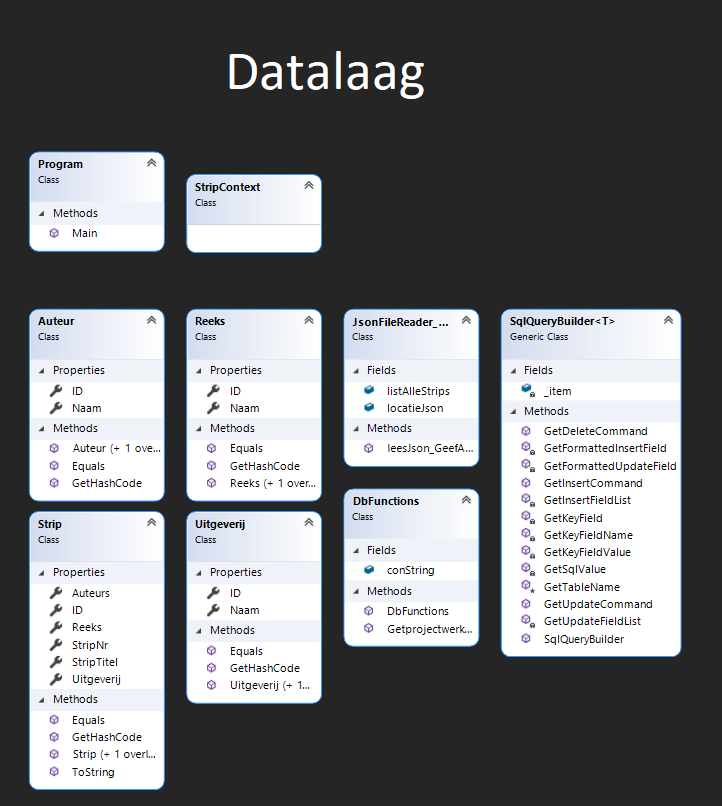 Datalaag
Program
Class
Methods
Main
StripContext
Class
Auteur
Class
Properties
ID
Naam
Methods
Auteur (+ 1 over...
Equals
GetHashCode
Reeks
Class
Properties
ID
Naam
Methods
Equals
GetHashCode
Reeks (+ 1 over...
JsonFileReader_...
Class
Fields
listAlleStrips
locatieJson
Methods
leesJson_GeefA...
SqlQueryBuilder<T>
Generic Class
Fields
_item
Methods
GetDeleteCommand
GetFormattedInsertField
GetFormattedUpdateField
GetInsertCommand
GetInsertFieldList
GetKeyField
GetKeyFieldName
GetKeyFieldValue
GetSqlValue
GetTableName
GetUpdateCommand
GetUpdateFieldList
SqlQueryBuilder
Strip
Class
Properties
Auteurs
ID
Reeks
StripNr
StripTitel
Uitgeverij
Methods
Equals
GetHashCode
Strip (+ 1 overl...
ToString
Uitgeverij
Class
Properties
ID
Naam
Methods
Equals
GetHashCode
Uitgeverij (+ 1...
DbFunctions
Class
Fields
conString
Methods
DbFunctions
Getprojectwerk...